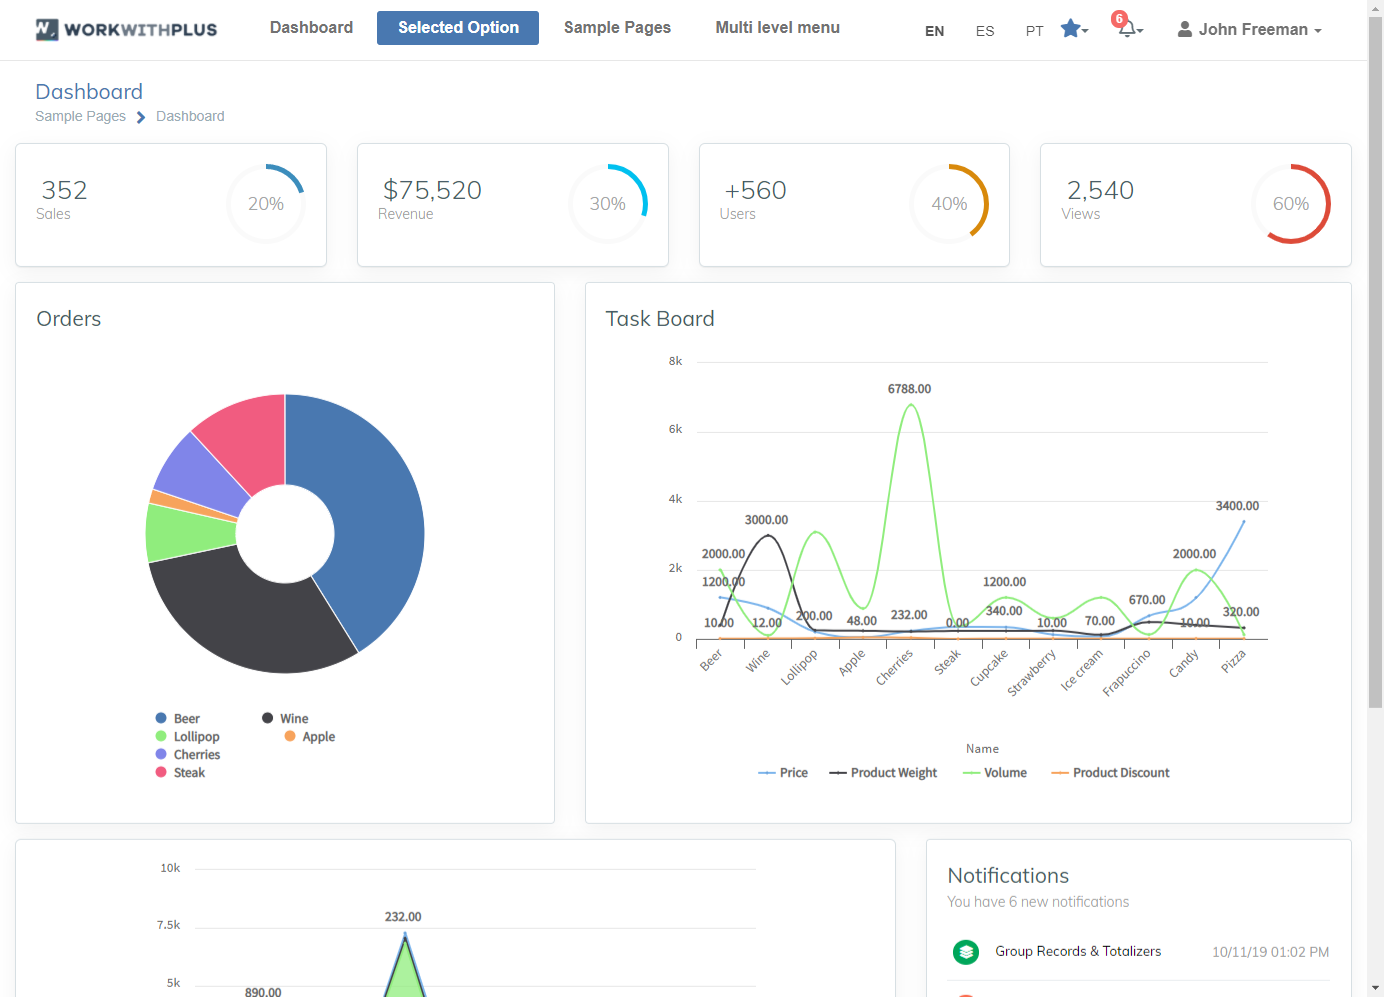 WORKWITHPLUS
Dashboard
Selected Option
Sample Pages
Multi level menu
EN
ES
PT
6
John Freeman
Dashboard
Sample Pages
Dashboard
352
Sales
20%
$75,520
Revenue
30%
+560
Users
40%
2,540
Views
60%
Orders
Beer
Wine
Lollipop
Apple
Cherries
Steak
Task Board
8k
6k
4k
2k
0
6788.00
3400.00
3000.00
2000.00
2000.00
1200.00
1200.00
670.00
340.00
320.00
200.00
232.00
10.00
12.00
48.00
0.00
10.00
70.00
10.00
Beer
Wine
Lollipop
Apple
Cherries
Steak
Cupcake
Strawberry
Ice cream
Frapuccino
Candy
Pizza
Name
Price
Product Weight
Volume
Product Discount
10k
7.5k
5k
232.00
890.00
Notifications
You have 6 new notifications
Group Records & Totalizers
10/11/19 01:02 PM